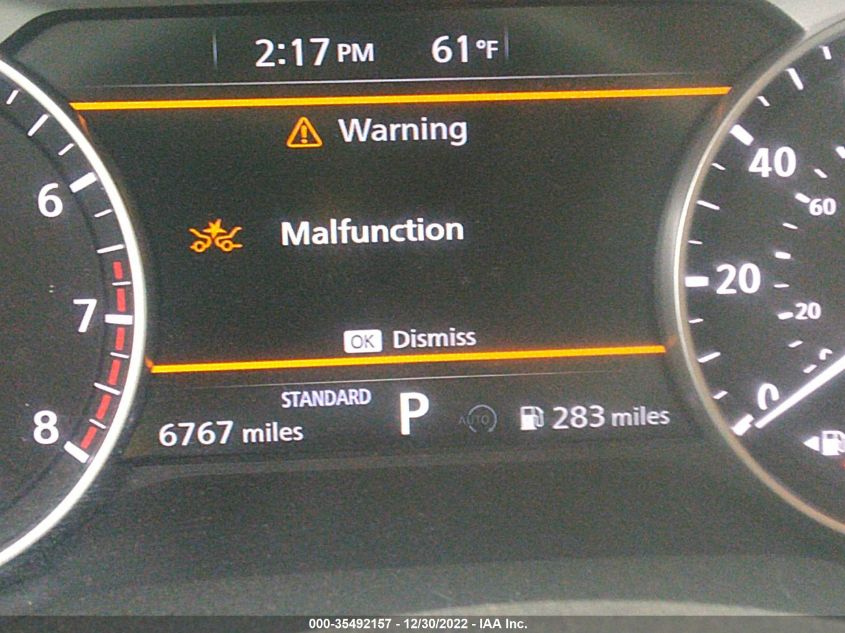 2:17 PM 61°F
Warning
Malfunction
OK Dismiss
STANDARD
6767 miles P AUTO 283 miles
6
7
8
40
60
20
20
0
000-35492157 - 12/30/2022 - IAA Inc.